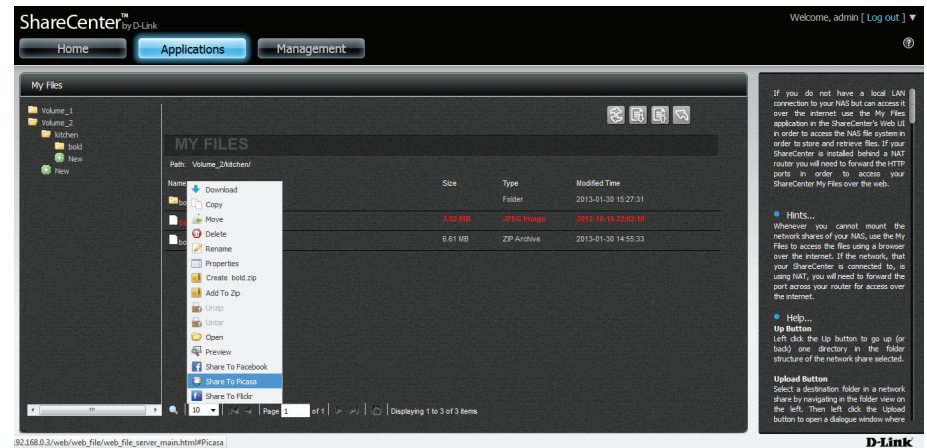 ShareCenter™ by D-Link
Welcome, admin [ Log out ] ▼
Home
Applications
Management
My Files
Volume_1
Volume_2
kitchen
bold
New
New
MY FILES
Path: Volume_2/kitchen/
Name
Size
Type
Modified Time
bo
Folder
2013-01-30 15:27:31
bo
3.02 MB
JPEG Image
bo
6.61 MB
ZIP Archive
2013-01-30 14:55:33
Download
Copy
Move
Delete
Rename
Properties
Create bold.zip
Add To Zip
Unzip
Untar
Open
Preview
Share To Facebook
Share To Picasa
Share To Flickr
10
Page 1 of 1
Displaying 1 to 3 of 3 items
If you do not have a local LAN
connection to your NAS but can access it
over the internet use the My Files
application in the ShareCenter's Web UI
in order to access the NAS file system in
order to store and retrieve files. If your
ShareCenter is installed behind a NAT
router you will need to forward the HTTP
ports in order to access your
ShareCenter My Files over the web.
Hints...
Whenever you cannot mount the
network shares of your NAS, use the My
Files to access the files using a browser
over the internet. If the network, that
your ShareCenter is connected to, is
using NAT, you will need to forward the
port across your router for access over
the internet.
Help...
Up Button
Left click the Up button to go up (or
back) one directory in the folder
structure of the network share selected.
Upload Button
Select a destination folder in a network
share by navigating in the folder view on
the left. Then left click the Upload
button to open a dialogue window where
.92.168.0.3/web/web_file/web_file_server_main.html#Picasa
D-Link